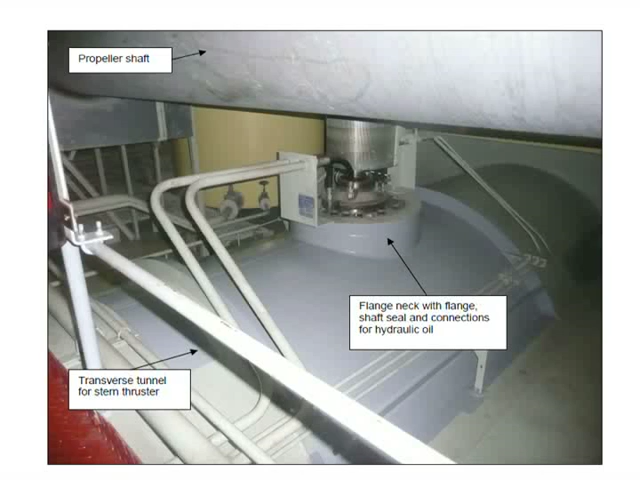 Propeller shaft
Flange neck with flange,
shaft seal and connections
for hydraulic oil
Transverse tunnel
for stern thruster